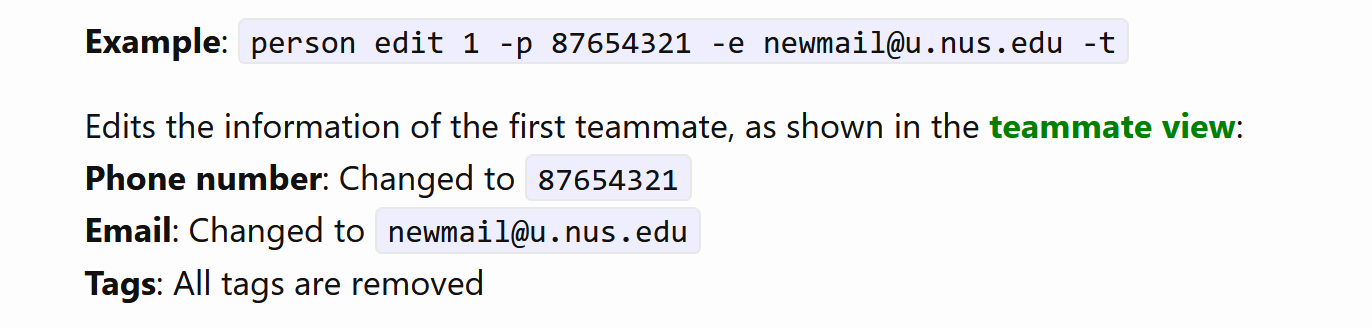 Example: person edit 1 -p 87654321 -e newmail@u.nus.edu -t
Edits the information of the first teammate, as shown in the teammate view:
Phone number: Changed to 87654321
Email: Changed to newmail@u.nus.edu
Tags: All tags are removed